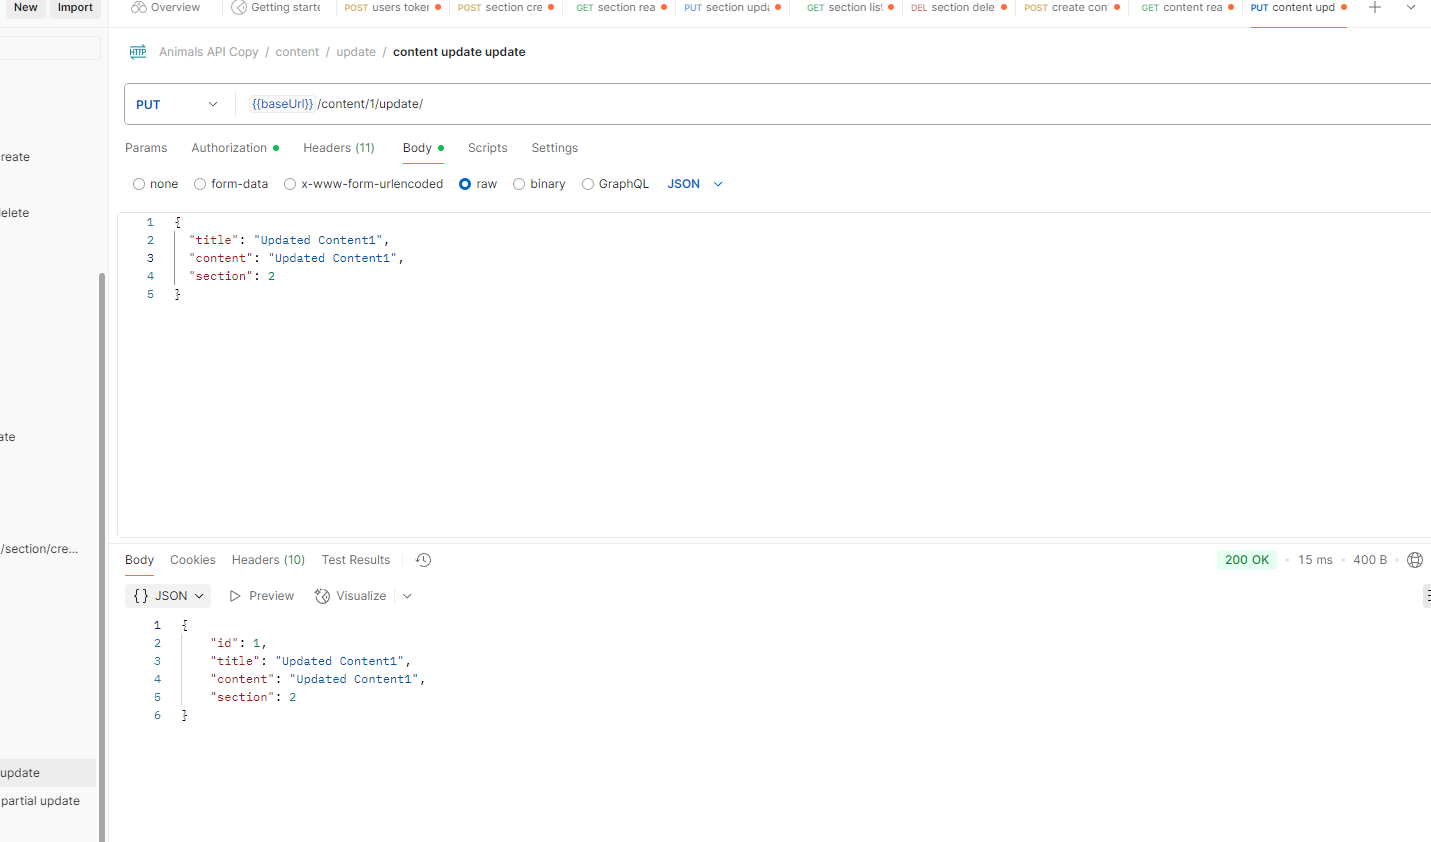 New Import
Overview Getting starte POST users toker POST section cre GET section rea PUT section upda GET section list DEL section dele POST create con GET content rea PUT content upd
Animals API Copy / content / update / content update update
PUT {{baseUrl}} /content/1/update/
Params Authorization Headers (11) Body Scripts Settings
none form-data x-www-form-urlencoded raw binary GraphQL JSON
1 {
2 "title": "Updated Content1",
3 "content": "Updated Content1",
4 "section": 2
5 }
reate
elete
ate
/section/cre...
update
partial update
Body Cookies Headers (10) Test Results 200 OK 15 ms 400 B
{} JSON Preview Visualize
1 {
2 "id": 1,
3 "title": "Updated Content1",
4 "content": "Updated Content1",
5 "section": 2
6 }